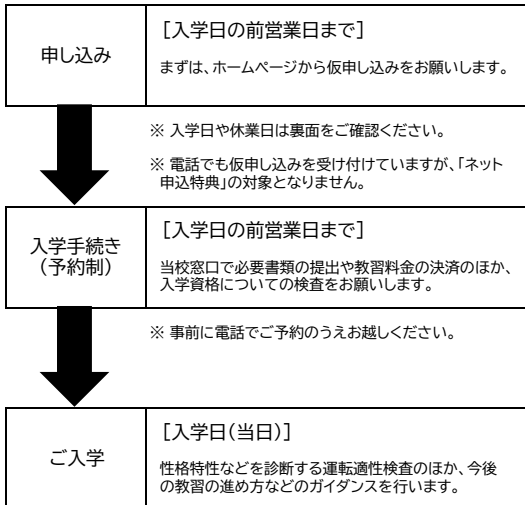 申し込み
［入学日の前営業日まで］
まずは、ホームページから仮申し込みをお願いします。
※ 入学日や休業日は裏面をご確認ください。
※ 電話でも仮申し込みを受け付けていますが、「ネット
申込特典」の対象となりません。
入学手続き
（予約制）
［入学日の前営業日まで］
当校窓口で必要書類の提出や教習料金の決済のほか、
入学資格についての検査をお願いします。
※ 事前に電話でご予約のうえお越しください。
ご入学
［入学日（当日）］
性格特性などを診断する運転適性検査のほか、今後
の教習の進め方などのガイダンスを行います。